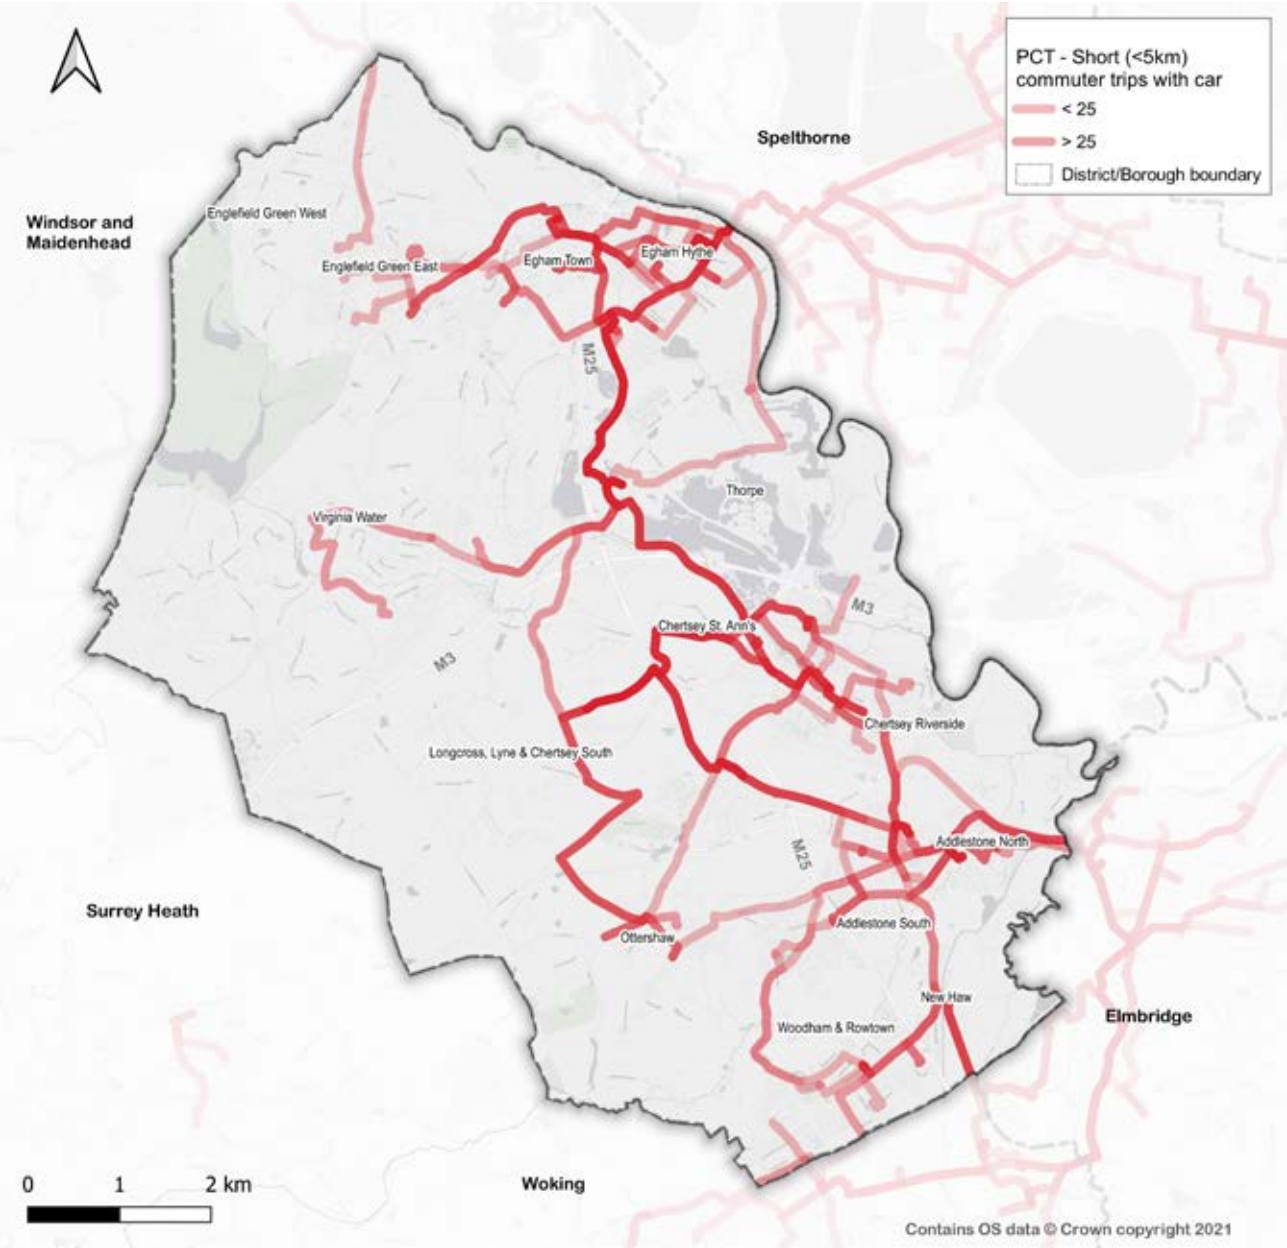 PCT - Short (<5km)
commuter trips with car
< 25
> 25
District/Borough boundary
Spelthorne
Windsor and
Maidenhead
Englefield Green West
Englefield Green East
Egham Town
Egham Hythe
M25
Thorpe
Virginia Water
M3
Chertsey St. Ann's
M3
Chertsey Riverside
Longcross, Lyne & Chertsey South
M25
Addlestone North
Surrey Heath
Addlestone South
Ottershaw
New Haw
Elmbridge
Woodham & Rowtown
0 1 2 km
Woking
Contains OS data © Crown copyright 2021